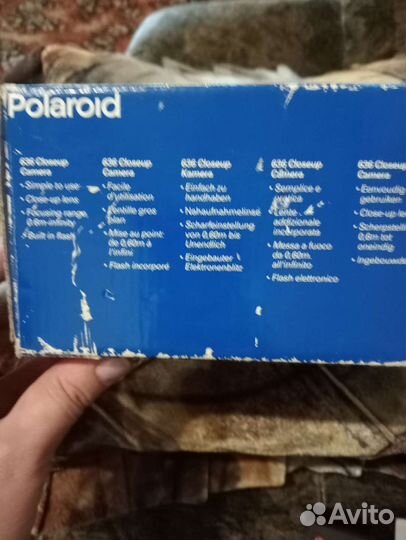 Polaroid
636 Closeup
Camera
• Simple to use
• Close-up lens
• Focusing range
0,6m-infinity
• Built in flash
636 Closeup
Camera
• Facile
d'utilisation
• Lentille gros
plan
• Mise au point:
de 0,60m à
l'infini
• Flash incorporé
636 Closeup
Kamera
• Einfach zu
handhaben
• Nahaufnahmelinse
• Scharfeinstellung
von 0,60m bis
Unendlich
• Eingebauter
Elektronenblitz
636 Closeup
Camera
• Semplice e
• Lente
addizionale
incorporata
• Messa a fuoco
da 0,60m.
all'infinito
• Flash elettronico
636 Closeup
Camera
• Eenvoudig
gebruiken
• Close-up
• Scherpstell
0,6m tot
oneindig
• Ingebouwde
Avito